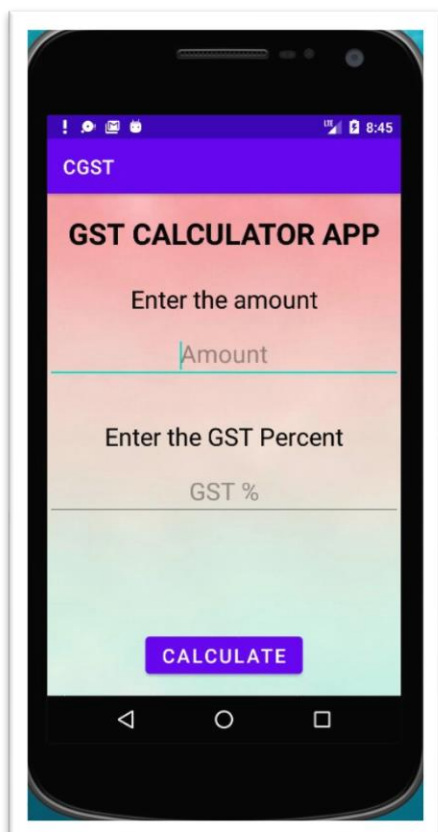 8:45
CGST
GST CALCULATOR APP
Enter the amount
Amount
Enter the GST Percent
GST %
CALCULATE